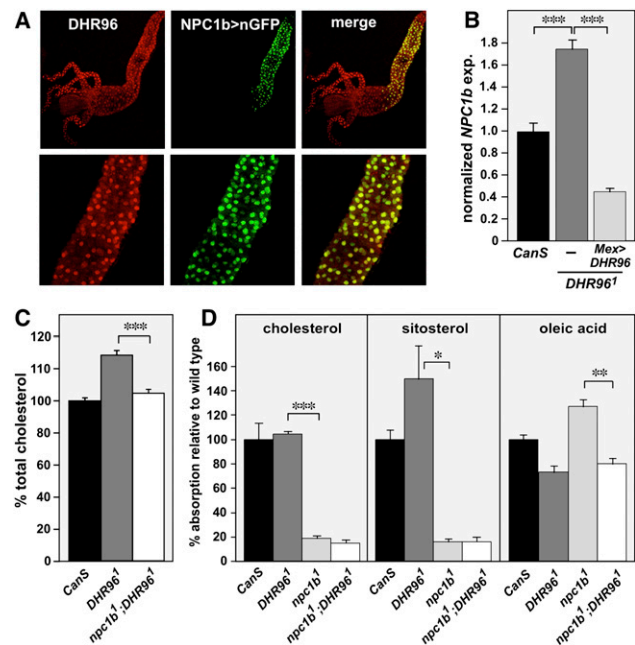 A
DHR96
NPC1b>nGFP
merge
B
normalized NPC1b exp.
1.8
1.6
1.4
1.2
1.0
0.8
0.6
0.4
0.2
0
***
***
CanS
–
Mex>
DHR96
DHR96¹
C
% total cholesterol
120
100
80
60
40
20
0
***
CanS
DHR96¹
npc1b¹;DHR96¹
D
% absorption relative to wild type
160
140
120
100
80
60
40
20
0
cholesterol
***
CanS
DHR96¹
npc1b¹
npc1b¹;DHR96¹
sitosterol
*
CanS
DHR96¹
npc1b¹
npc1b¹;DHR96¹
oleic acid
**
CanS
DHR96¹
npc1b¹
npc1b¹;DHR96¹